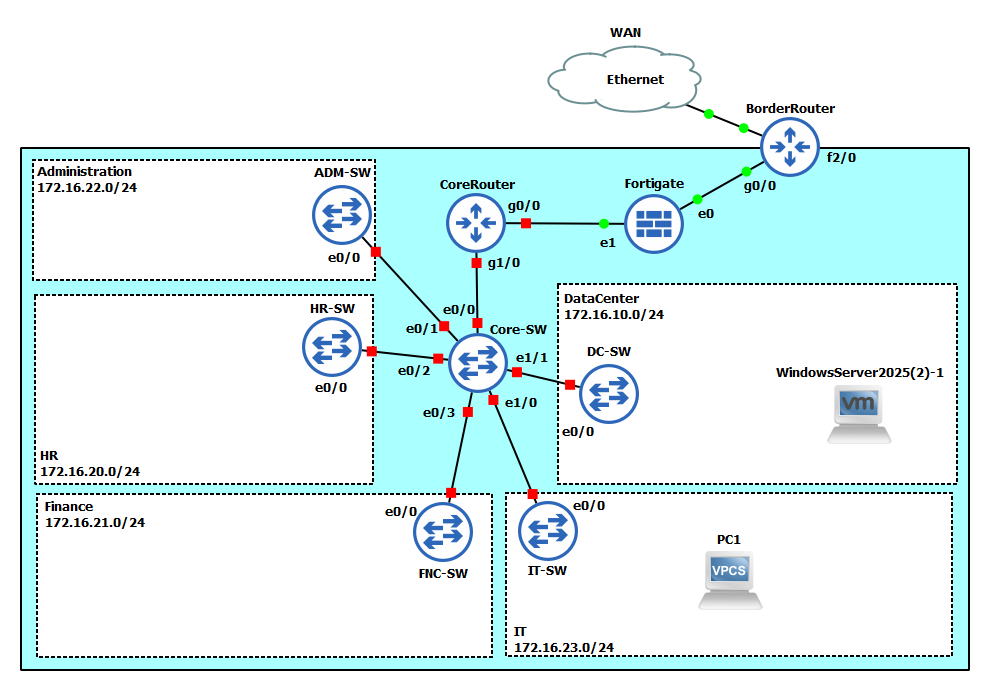 WAN
Ethernet
BorderRouter
f2/0
g0/0
Administration
172.16.22.0/24
ADM-SW
e0/0
CoreRouter
g0/0
g1/0
Fortigate
e0
e1
HR-SW
e0/0
HR
172.16.20.0/24
e0/0
e0/1
Core-SW
e0/2
e1/1
e0/3
e1/0
DataCenter
172.16.10.0/24
DC-SW
e0/0
WindowsServer2025(2)-1
vm
Finance
172.16.21.0/24
e0/0
FNC-SW
e0/0
IT-SW
PC1
VPCS
IT
172.16.23.0/24